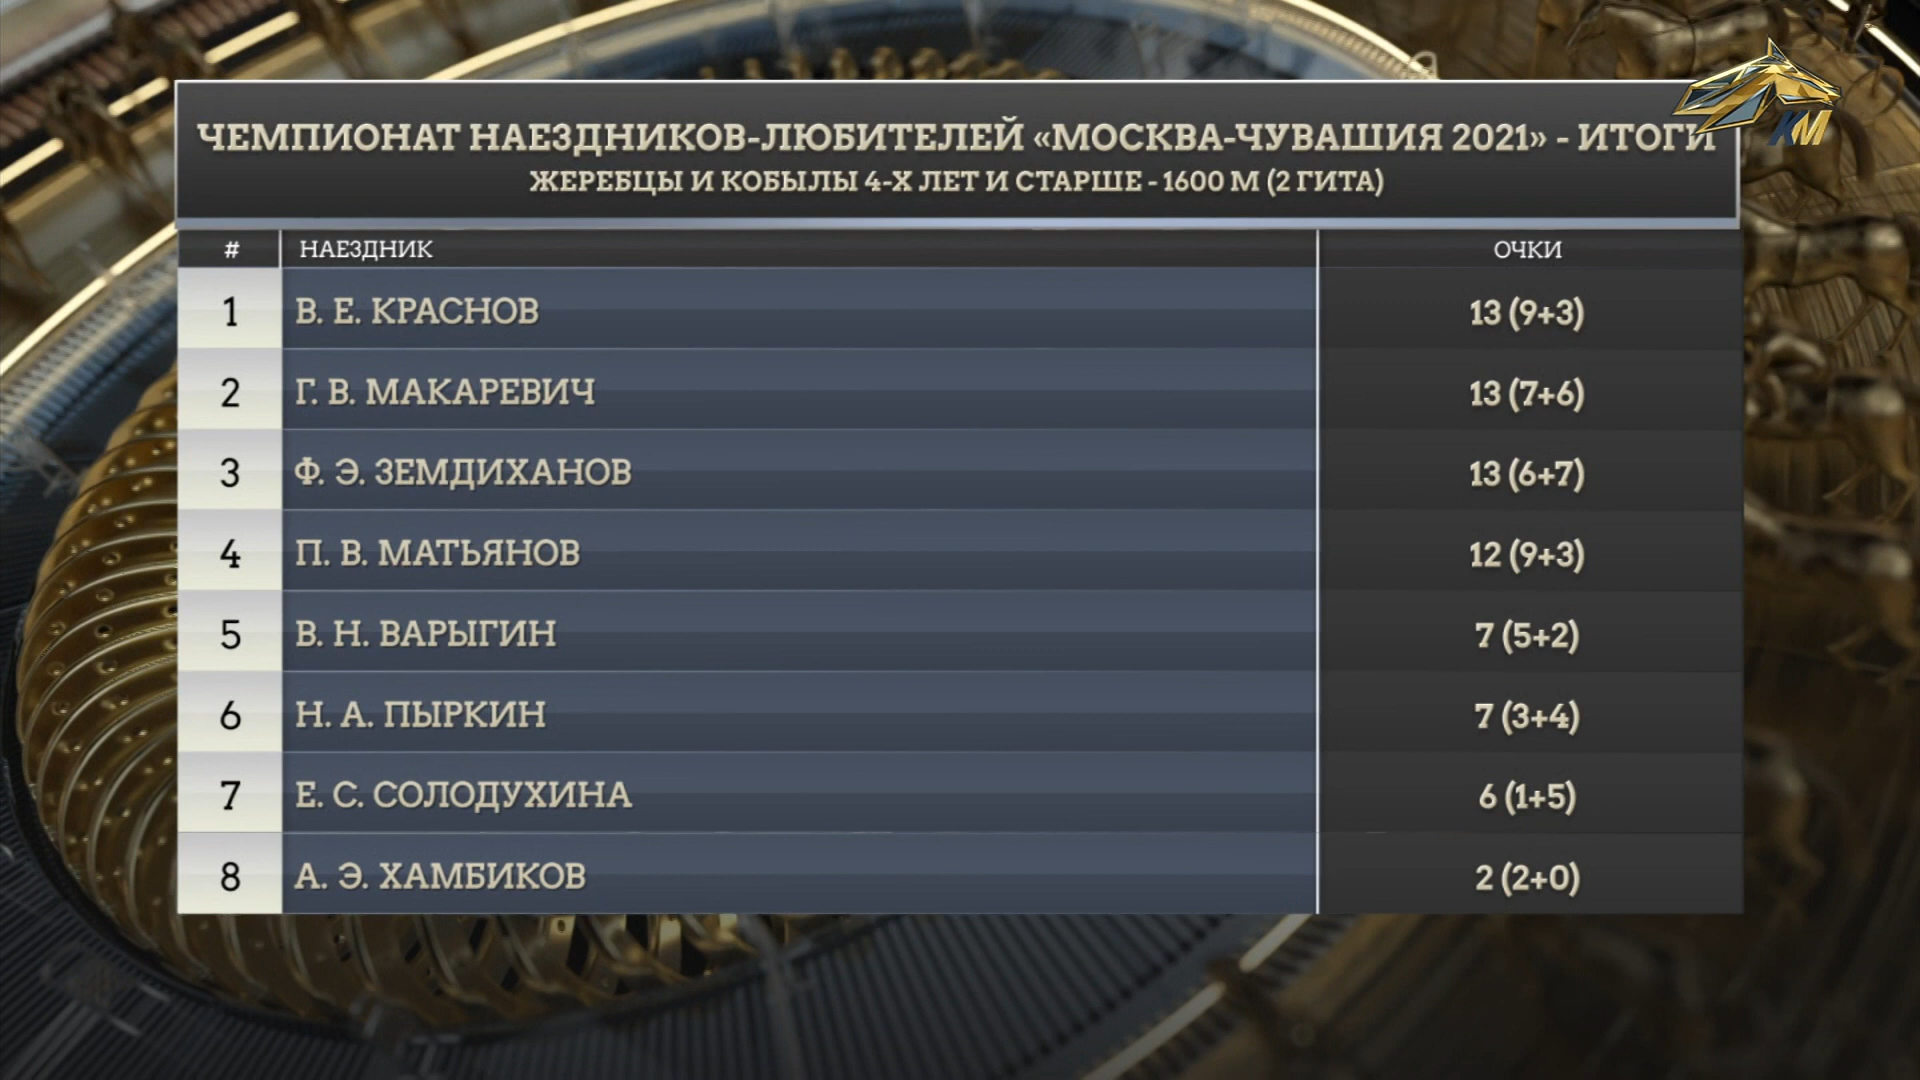 ЧЕМПИОНАТ НАЕЗДНИКОВ-ЛЮБИТЕЛЕЙ «МОСКВА-ЧУВАШИЯ 2021» - ИТОГИ
ЖЕРЕБЦЫ И КОБЫЛЫ 4-Х ЛЕТ И СТАРШЕ - 1600 М (2 ГИТА)
# НАЕЗДНИК ОЧКИ
1 В. Е. КРАСНОВ 13 (9+3)
2 Г. В. МАКАРЕВИЧ 13 (7+6)
3 Ф. Э. ЗЕМДИХАНОВ 13 (6+7)
4 П. В. МАТЬЯНОВ 12 (9+3)
5 В. Н. ВАРЫГИН 7 (5+2)
6 Н. А. ПЫРКИН 7 (3+4)
7 Е. С. СОЛОДУХИНА 6 (1+5)
8 А. Э. ХАМБИКОВ 2 (2+0)
КМ